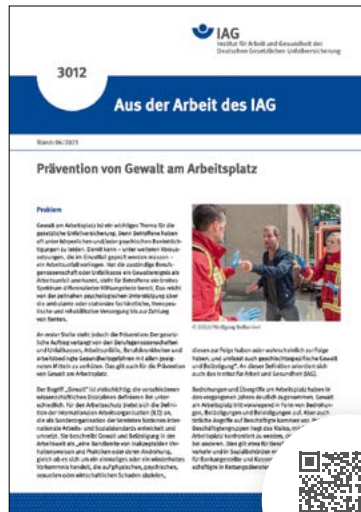 IAG
Institut für Arbeit und Gesundheit der
Deutschen Gesetzlichen Unfallversicherung
3012
Aus der Arbeit des IAG
Stand: 06/2023
Prävention von Gewalt am Arbeitsplatz
Problem
Gewalt am Arbeitsplatz ist ein wichtiges Thema für die
gesetzliche Unfallversicherung. Denn Betroffene haben
oft unter körperlichen und/oder psychischen Beeinträch-
tigungen zu leiden. Damit kann – unter weiteren Voraus-
setzungen, die im Einzelfall geprüft werden müssen –
ein Arbeitsunfall vorliegen. Hat die zuständige Berufs-
genossenschaft oder Unfallkasse ein Gewaltereignis als
Arbeitsunfall anerkannt, steht für Betroffene ein breites
Spektrum differenzierter Hilfsangebote bereit. Das reicht
von der zeitnahen psychologischen Unterstützung über
die ambulante oder stationäre fachärztliche, therapeu-
tische und rehabilitative Versorgung bis zur Zahlung
von Renten.
An erster Stelle steht jedoch die Prävention: Der gesetz-
liche Auftrag verlangt von den Berufsgenossenschaften
und Unfallkassen, Arbeitsunfälle, Berufskrankheiten und
arbeitsbedingte Gesundheitsgefahren mit allen geeig-
neten Mitteln zu verhüten. Das gilt auch für die Prävention
von Gewalt am Arbeitsplatz.
Der Begriff „Gewalt“ ist vielschichtig; die verschiedenen
wissenschaftlichen Disziplinen definieren ihn unter-
schiedlich. Für den Arbeitsschutz bietet sich die Defini-
tion der Internationalen Arbeitsorganisation (ILO) an,
die als Sonderorganisation der Vereinten Nationen inter-
nationale Arbeits- und Sozialstandards entwickelt und
umsetzt. Sie beschreibt Gewalt und Belästigung in der
Arbeitswelt als „eine Bandbreite von inakzeptablen Ver-
haltensweisen und Praktiken oder deren Androhung,
gleich ob es sich um ein einmaliges oder ein wiederholtes
Vorkommnis handelt, die auf physischen, psychischen,
sexuellen oder wirtschaftlichen Schaden abzielen,
diesen zur Folge haben oder wahrscheinlich zur Folge
haben, und umfasst auch geschlechtsspezifische Gewalt
und Belästigung“. An dieser Definition orientiert sich
auch das Institut für Arbeit und Gesundheit (IAG).
Bedrohungen und Übergriffe am Arbeitsplatz haben in
den vergangenen Jahren deutlich zugenommen. Gewalt
am Arbeitsplatz tritt vorwiegend in Form von Bedrohun-
gen, Belästigungen und Beleidigungen auf. Aber auch
tätliche Angriffe auf Beschäftigte kommen vor.
Beschäftigtengruppen liegt das Risiko,
Arbeitsplatz konfrontiert zu werden,
bei anderen. Dies gilt etwa für
verkehr und in Sozialbehörden
für Bankangestellte und
schäftigte in Rettungsdiensten